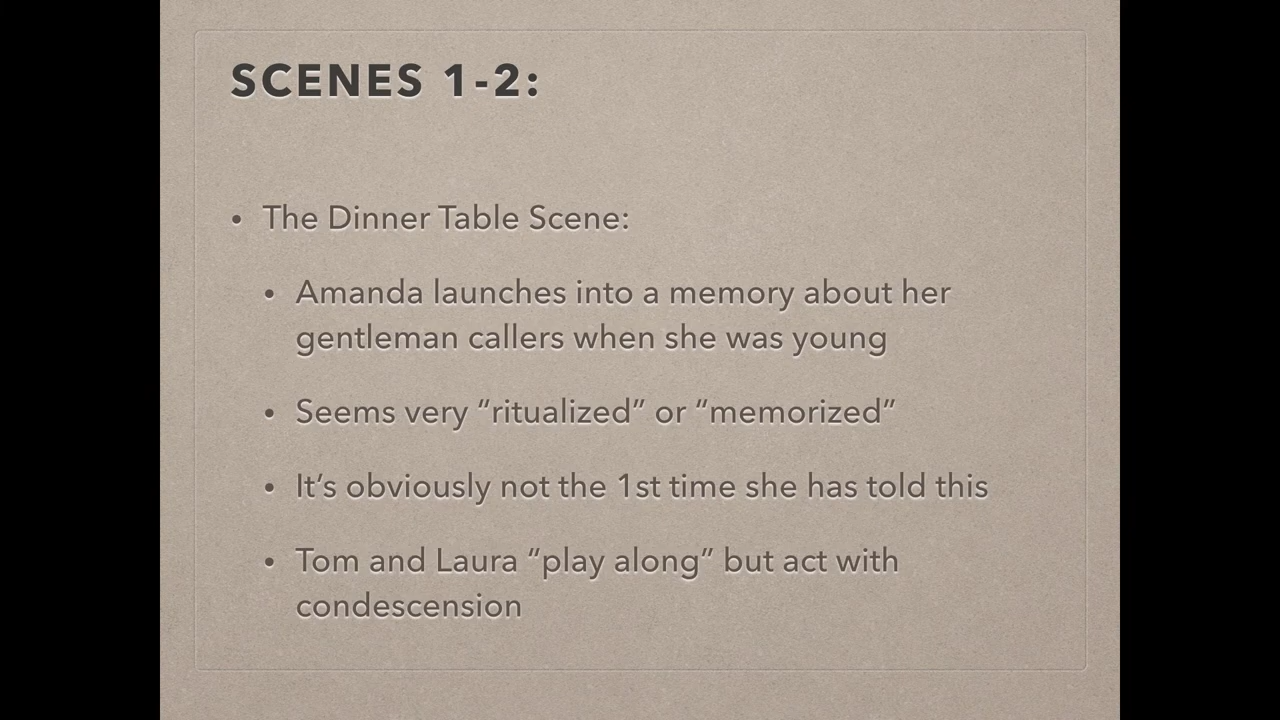 SCENES 1-2:
• The Dinner Table Scene:
• Amanda launches into a memory about her
gentleman callers when she was young
• Seems very “ritualized” or “memorized”
• It’s obviously not the 1st time she has told this
• Tom and Laura “play along” but act with
condescension